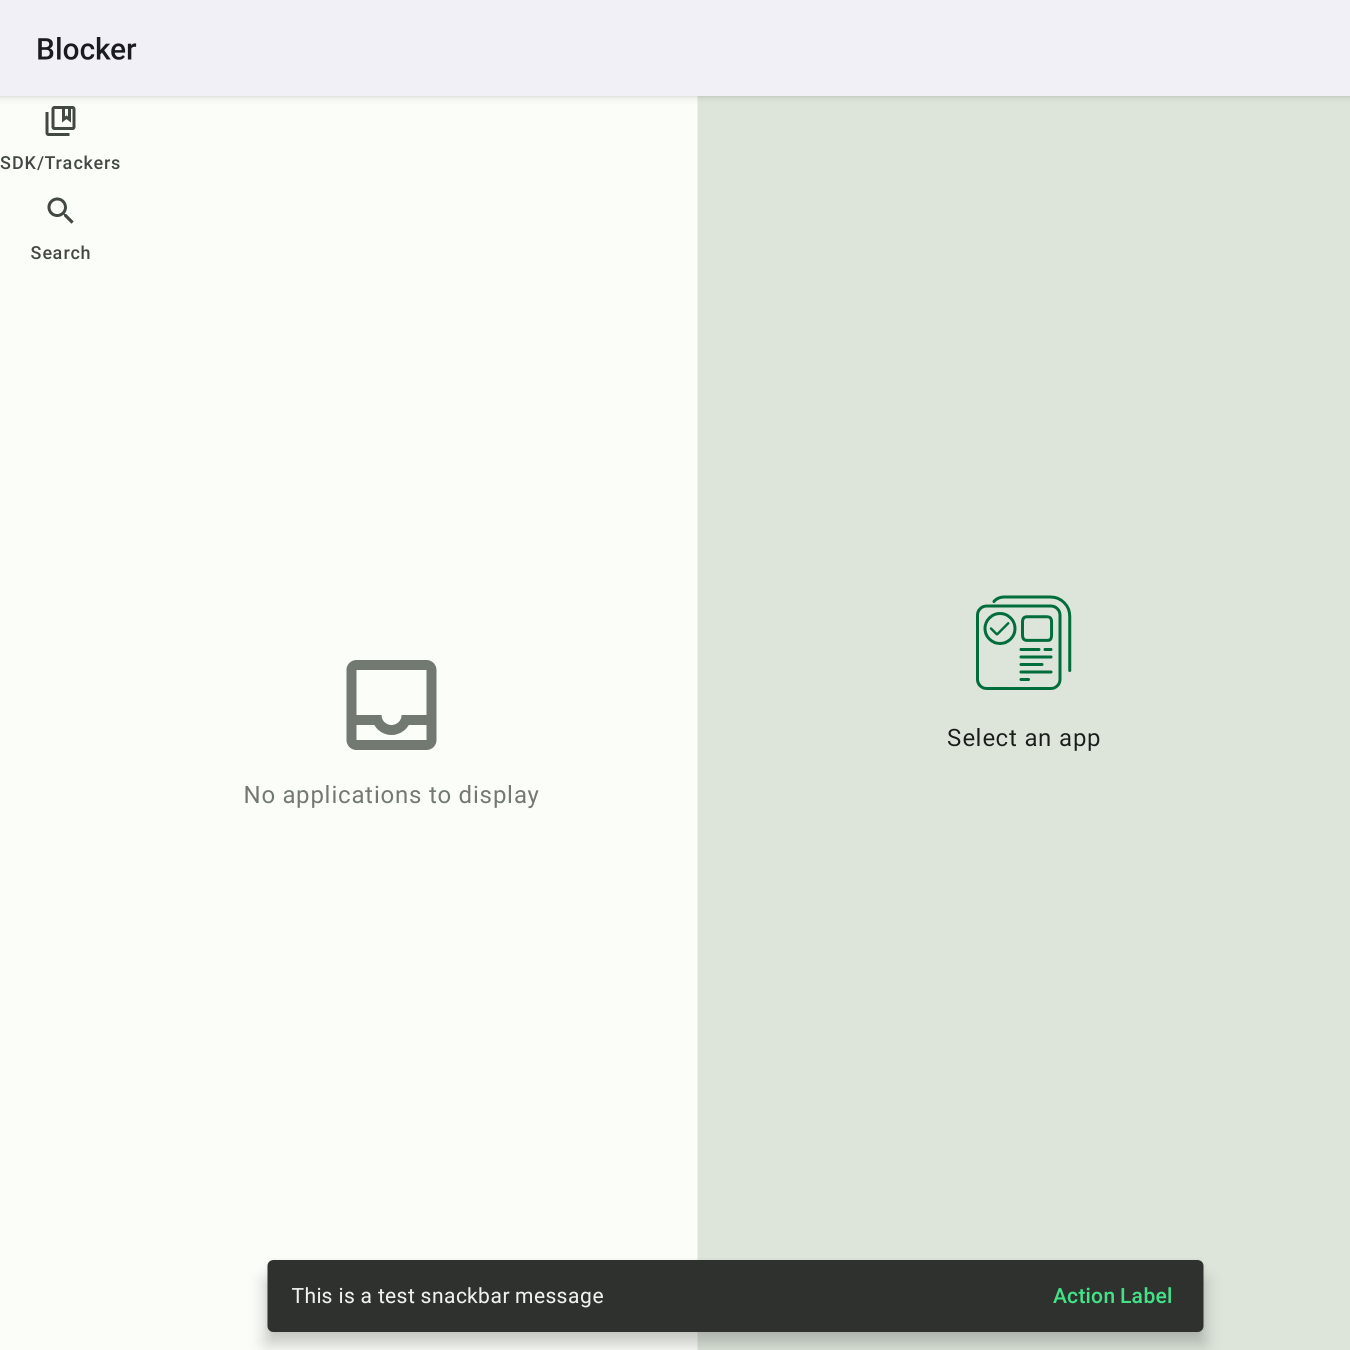 Blocker
SDK/Trackers
Search
No applications to display
Select an app
This is a test snackbar message
Action Label